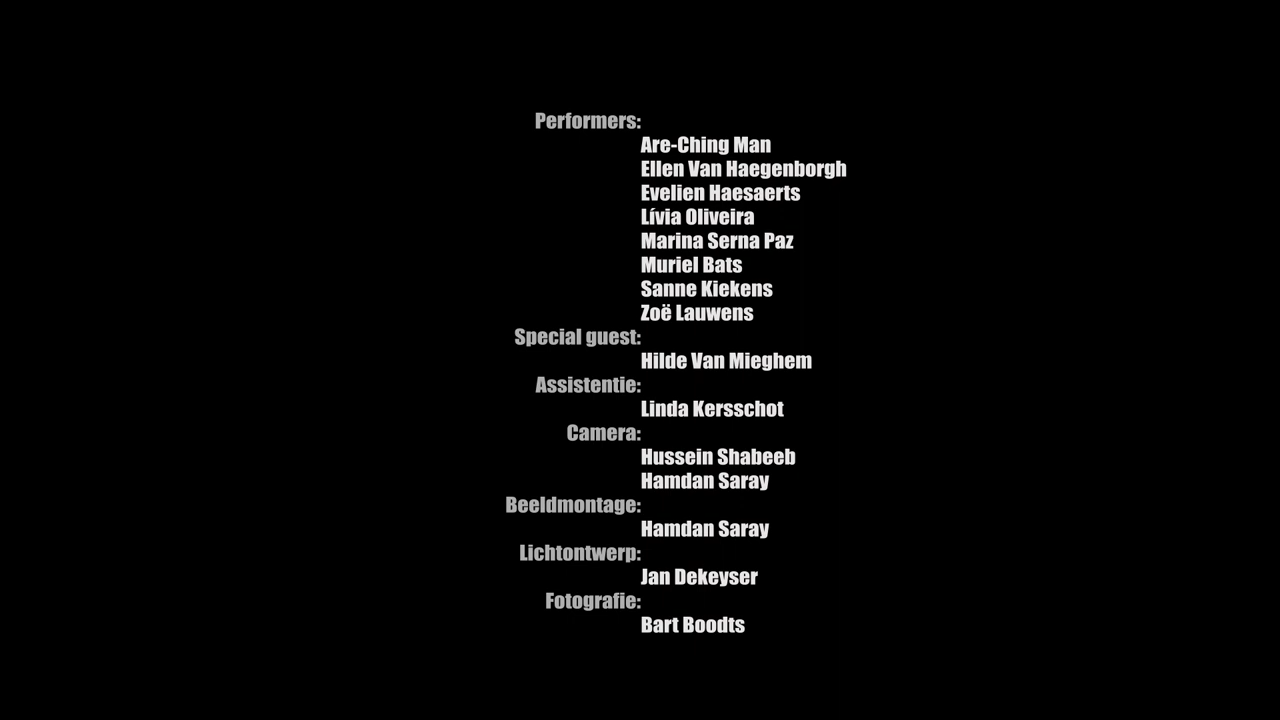 Performers:
Are-Ching Man
Ellen Van Haegenborgh
Evelien Haesaerts
Lívia Oliveira
Marina Serna Paz
Muriel Bats
Sanne Kiekens
Zoë Lauwens
Special guest:
Hilde Van Mieghem
Assistentie:
Linda Kersschot
Camera:
Hussein Shabeeb
Hamdan Saray
Beeldmontage:
Hamdan Saray
Lichtontwerp:
Jan Dekeyser
Fotografie:
Bart Boodts